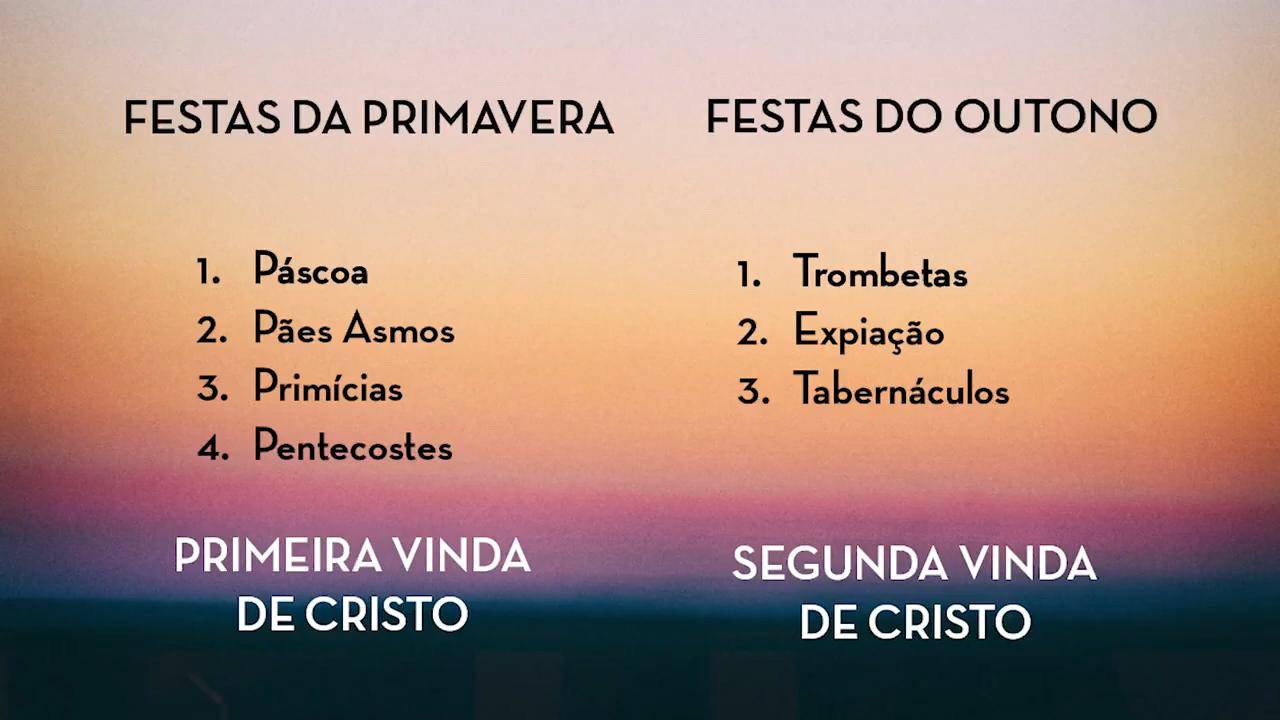 FESTAS DA PRIMAVERA
1. Páscoa
2. Pães Asmos
3. Primícias
4. Pentecostes
PRIMEIRA VINDA
DE CRISTO
FESTAS DO OUTONO
1. Trombetas
2. Expiação
3. Tabernáculos
SEGUNDA VINDA
DE CRISTO